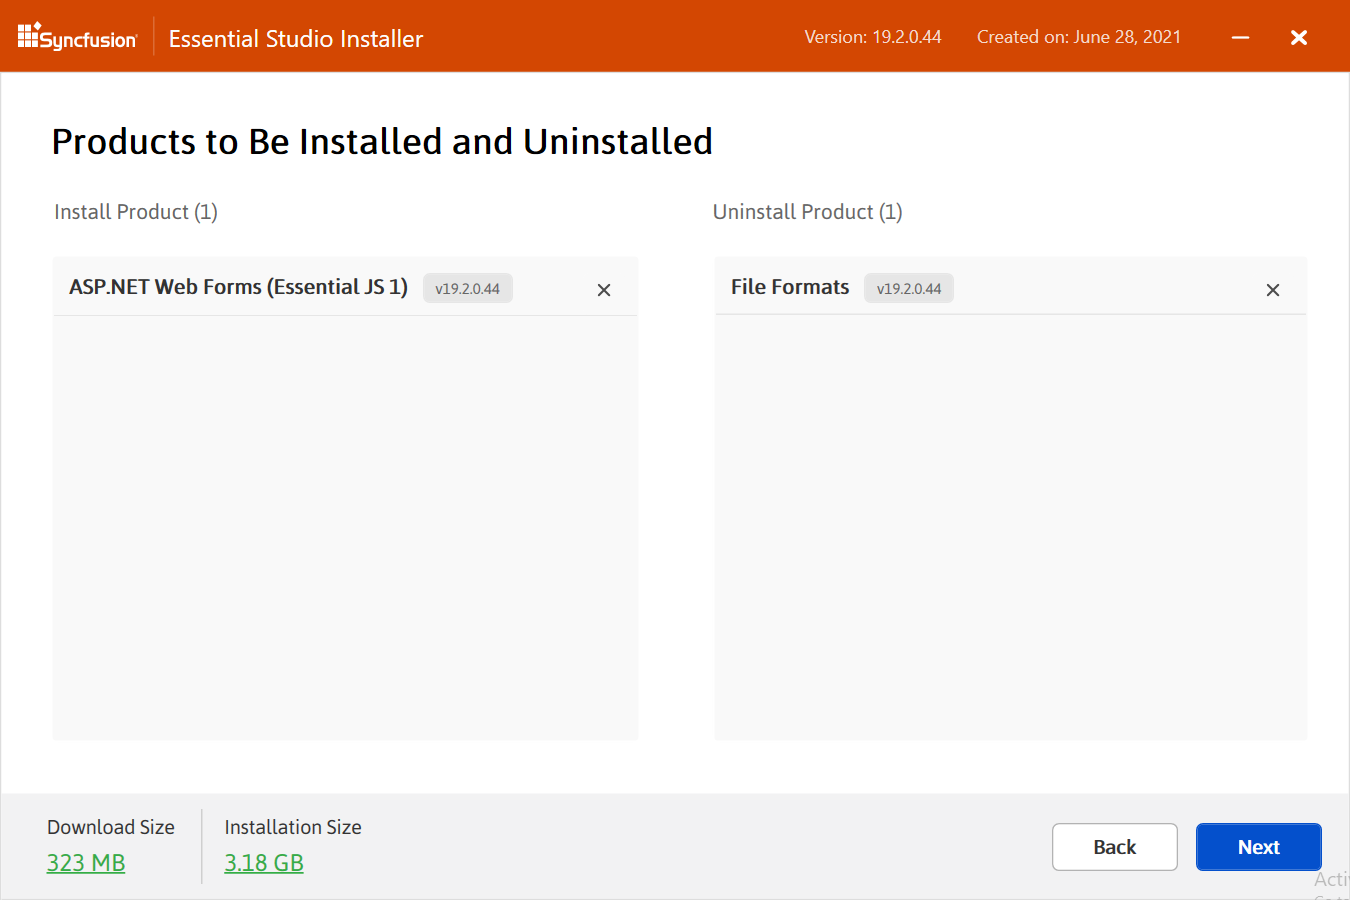 Syncfusion
Essential Studio Installer
Version: 19.2.0.44
Created on: June 28, 2021
Products to Be Installed and Uninstalled
Install Product (1)
Uninstall Product (1)
ASP.NET Web Forms (Essential JS 1)
v19.2.0.44
File Formats
v19.2.0.44
Download Size
Installation Size
323 MB
3.18 GB
Back
Next
Acti